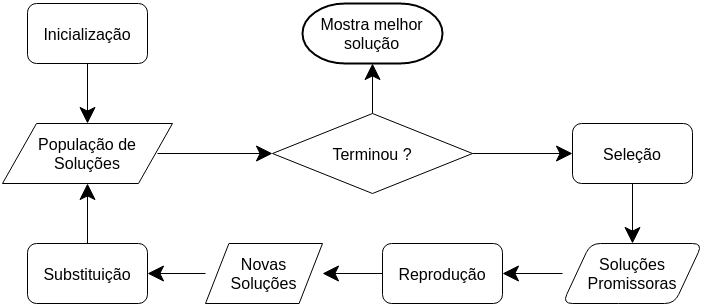 Inicialização
Mostra melhor
solução
População de
Soluções
Terminou ?
Seleção
Substituição
Novas
Soluções
Reprodução
Soluções
Promissoras